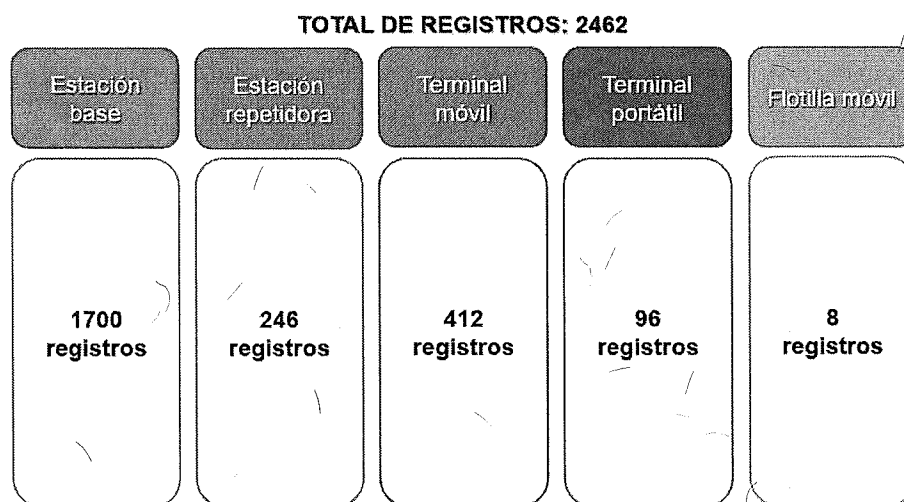 TOTAL DE REGISTROS: 2462
Estación
base
Estación
repetidora
Terminal
móvil
Terminal
portátil
Flotilla móvil
1700
registros
246
registros
412
registros
96
registros
8
registros